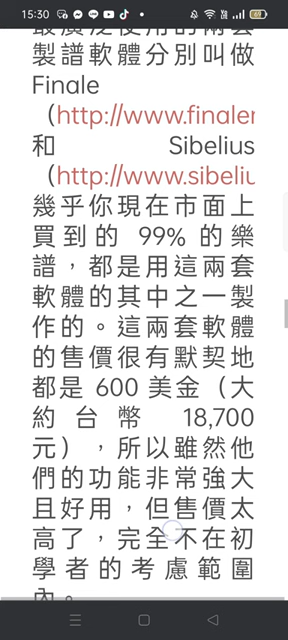 15:30
69
最廣泛使用的兩套
製譜軟體分別叫做
Finale
（http://www.finaler
和 Sibelius
（http://www.sibeliu
幾乎你現在市面上
買到的 99% 的樂
譜，都是用這兩套
軟體的其中之一製
作的。這兩套軟體
的售價很有默契地
都是 600 美金（大
約台幣 18,700
元），所以雖然他
們的功能非常強大
且好用，但售價太
高了，完全不在初
學者的考慮範圍
內。